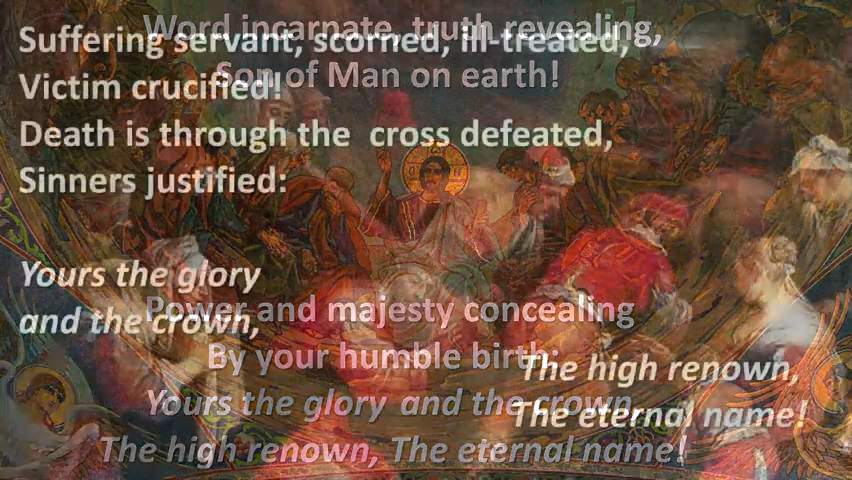 Word incarnate, truth revealing,
Son of Man on earth!
Power and majesty concealing
By your humble birth:
Yours the glory and the crown,
The high renown, The eternal name!
Suffering servant, scorned, ill-treated,
Victim crucified!
Death is through the cross defeated,
Sinners justified:
Yours the glory
and the crown,
The high renown,
The eternal name!